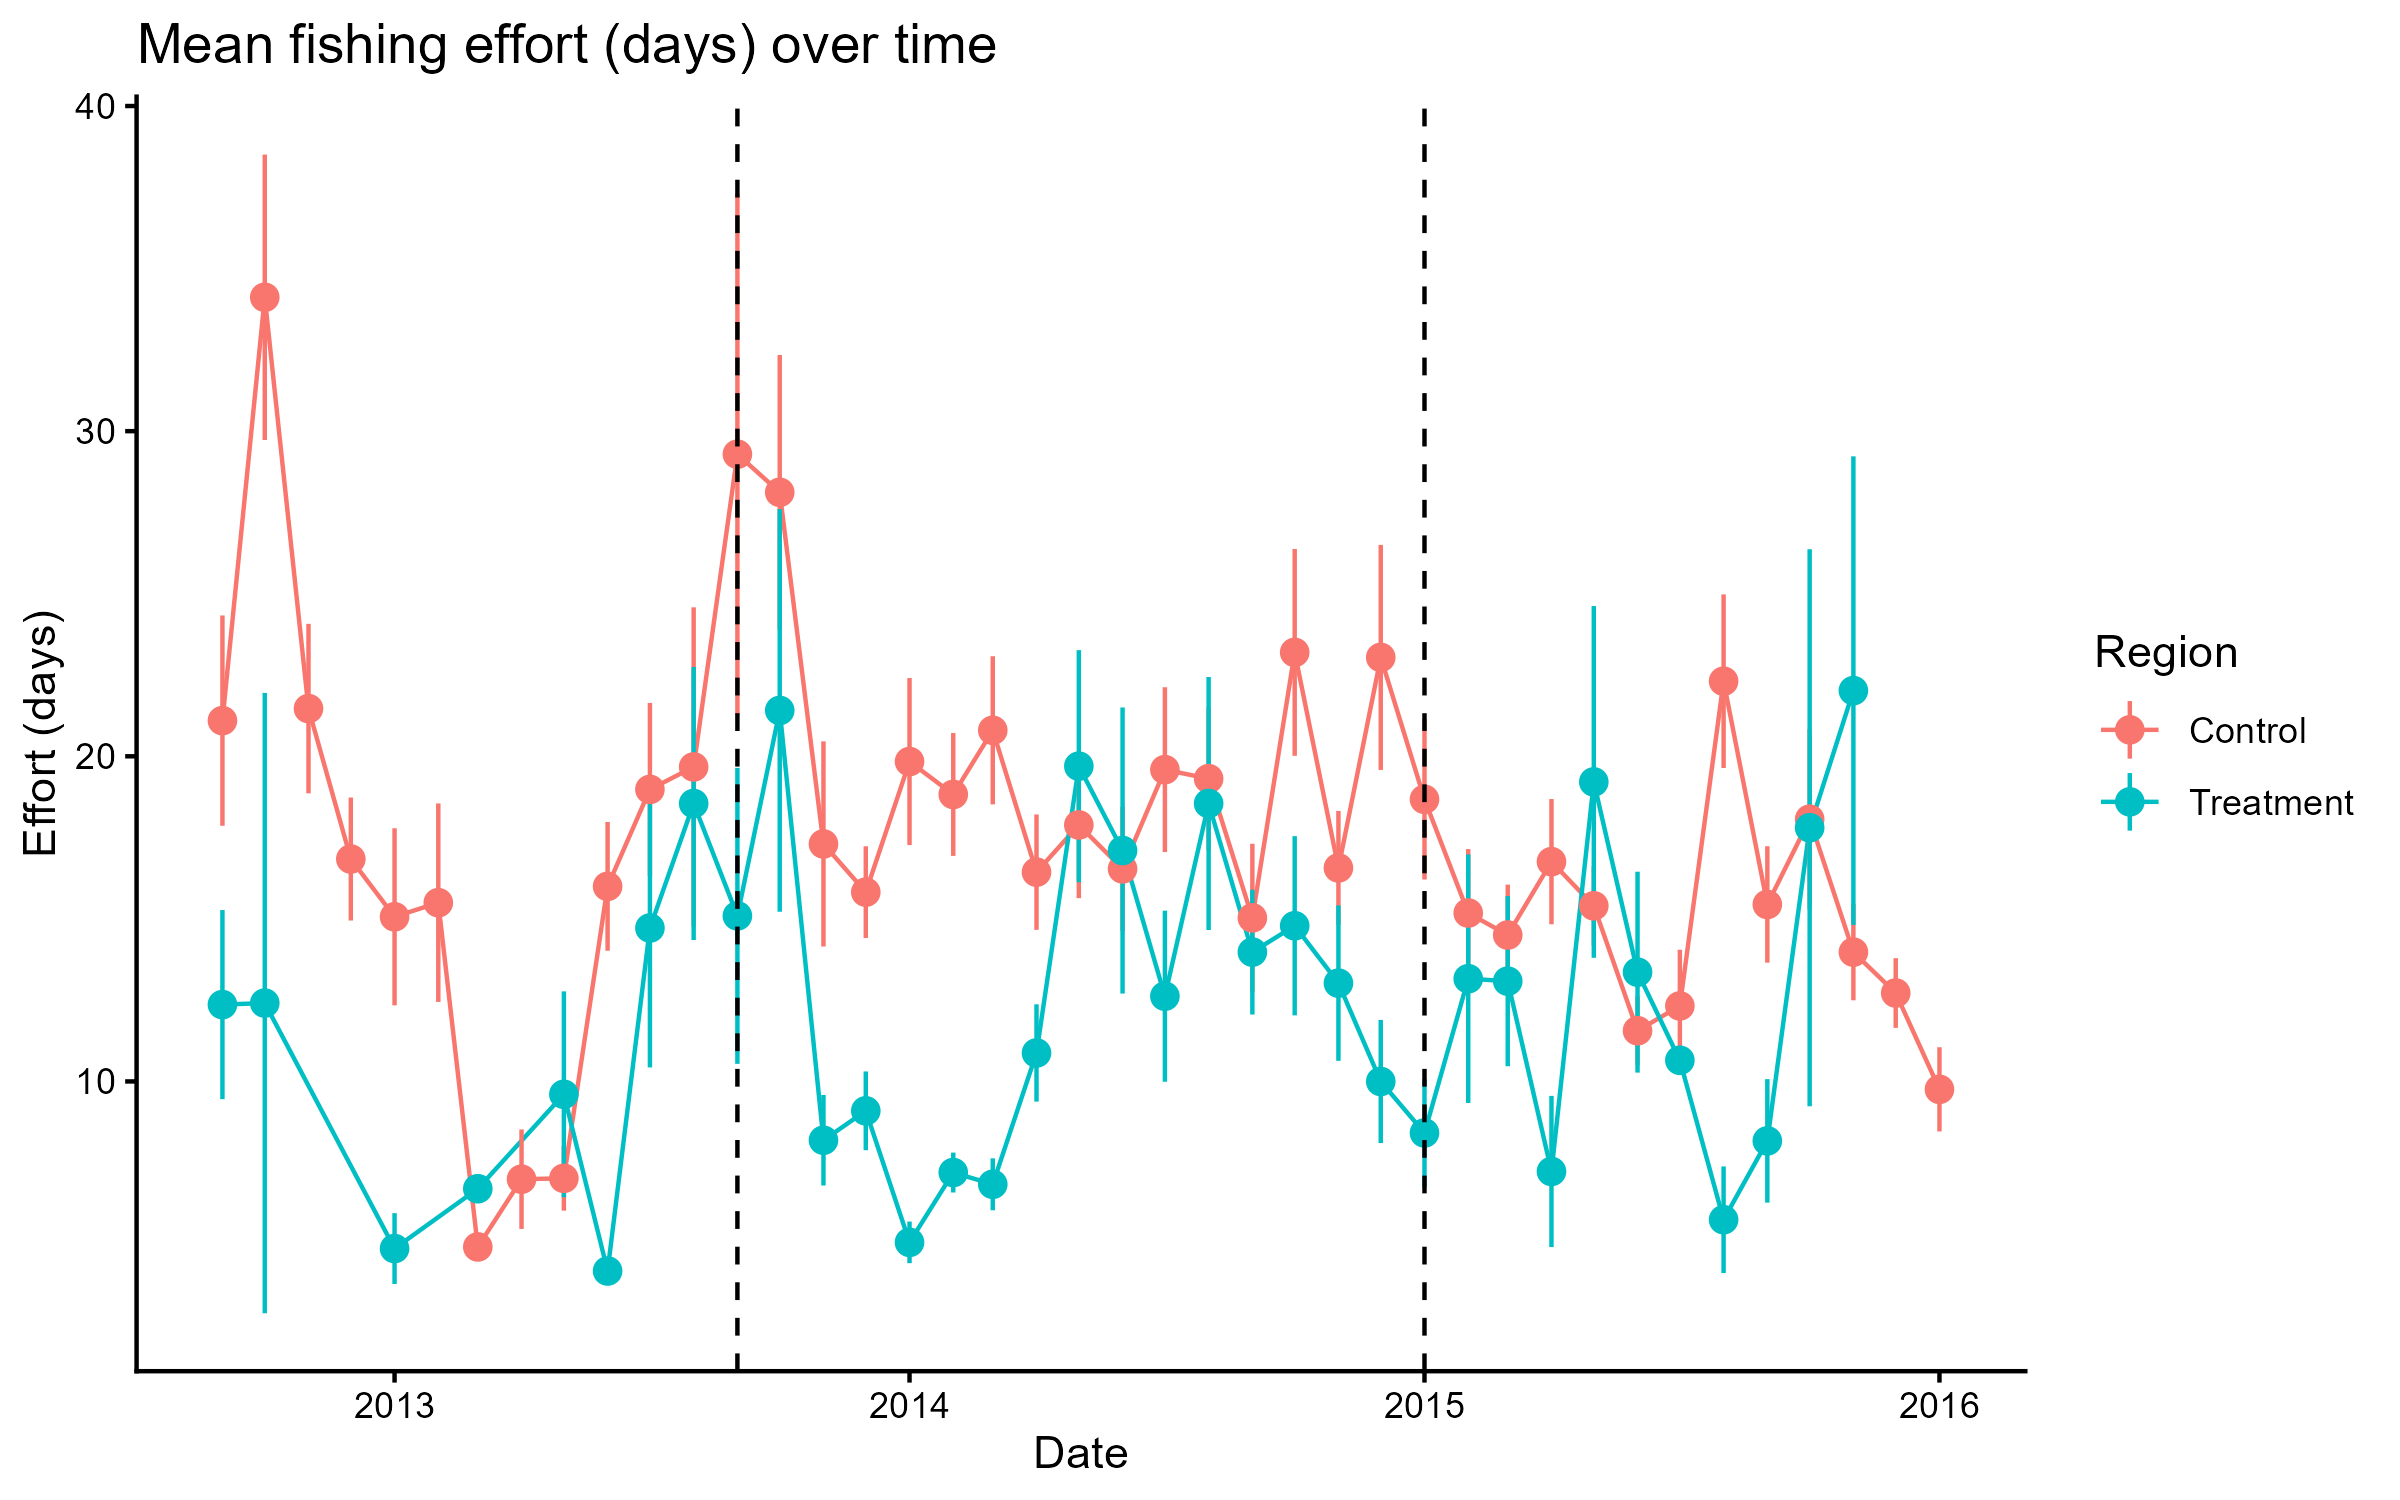 Mean fishing effort (days) over time
40
30
20
10
Effort (days)
2013
2014
2015
2016
Date
Region
Control
Treatment